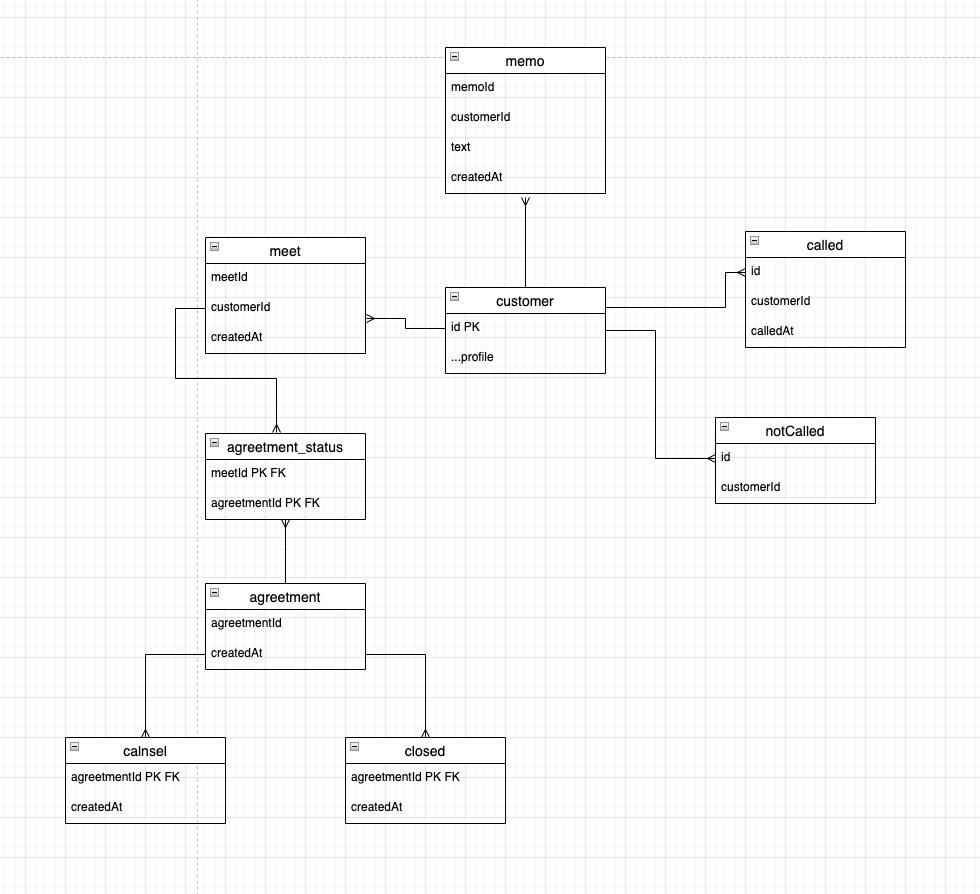 memo
memoId
customerId
text
createdAt
meet
meetId
customerId
createdAt
customer
id PK
...profile
called
id
customerId
calledAt
notCalled
id
customerId
agreetment_status
meetId PK FK
agreetmentId PK FK
agreetment
agreetmentId
createdAt
calnsel
agreetmentId PK FK
createdAt
closed
agreetmentId PK FK
createdAt